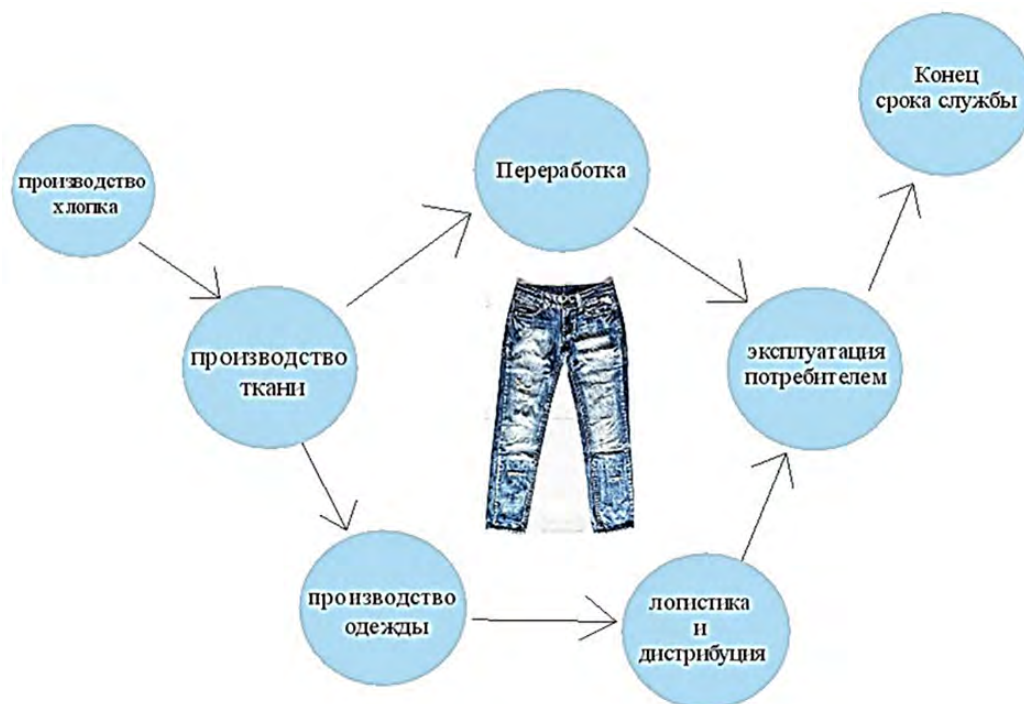 Конец
срока службы
Переработка
производство
хлопка
производство
ткани
эксплуатация
потребителем
производство
одежды
логистика
и
дистрибуция